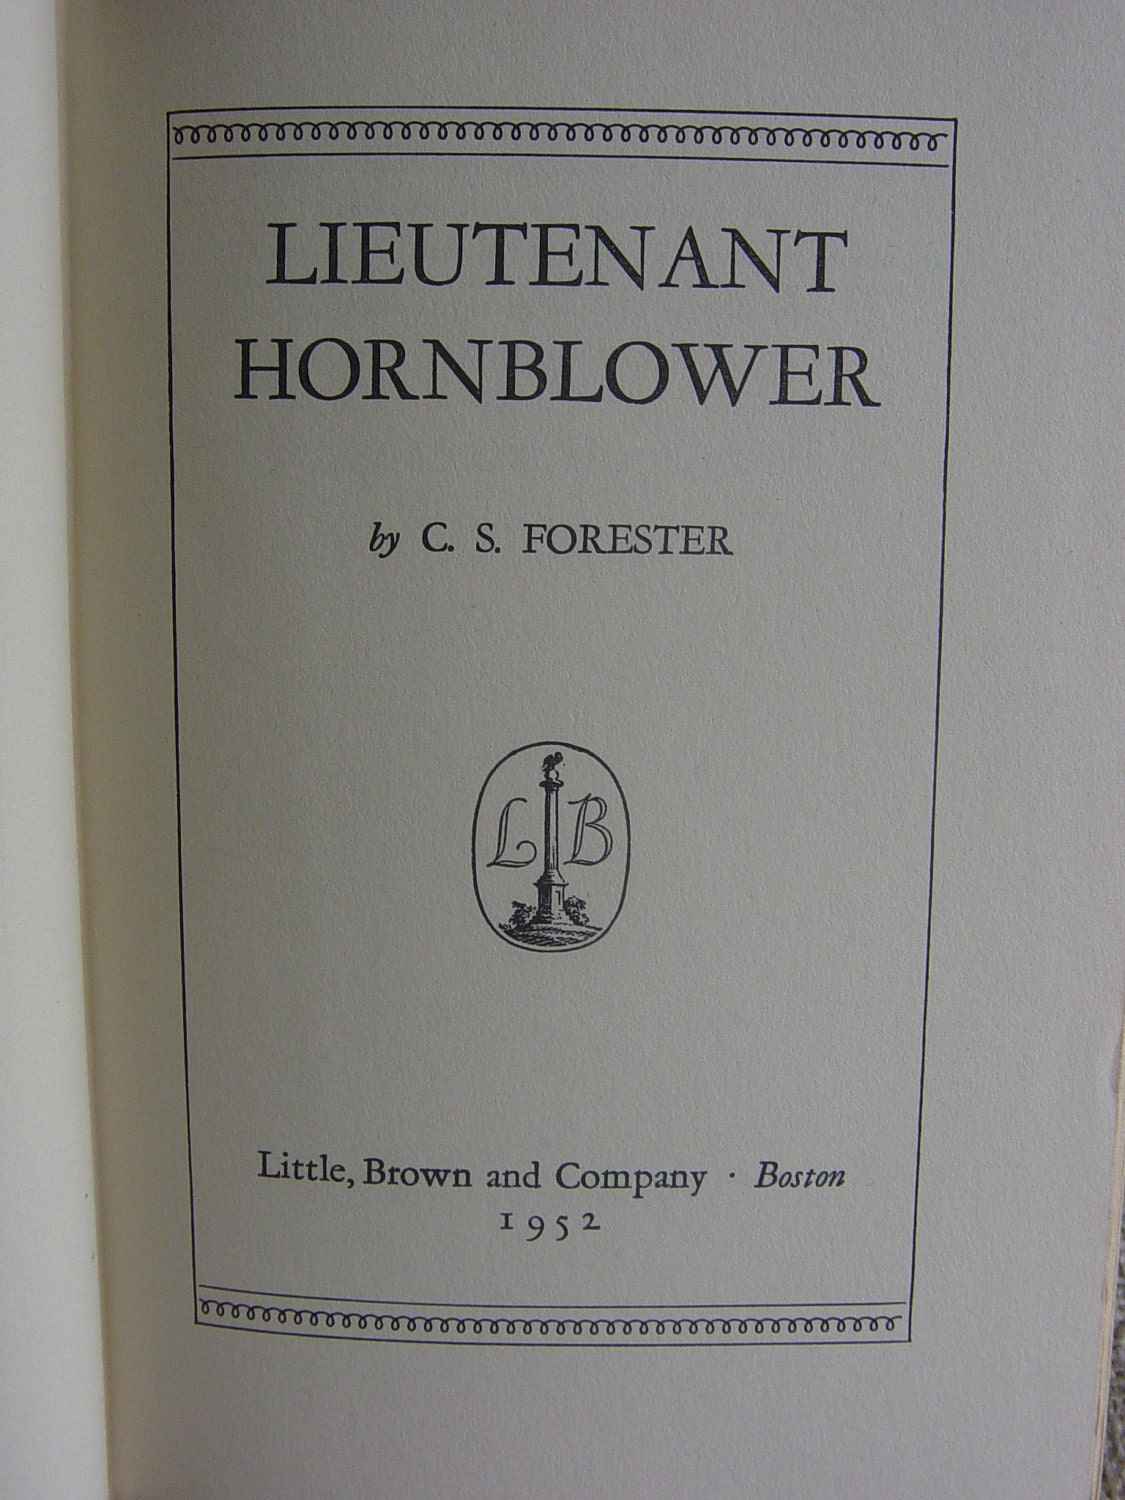 LIEUTENANT
HORNBLOWER
by C. S. FORESTER
L B
Little, Brown and Company · Boston
1952